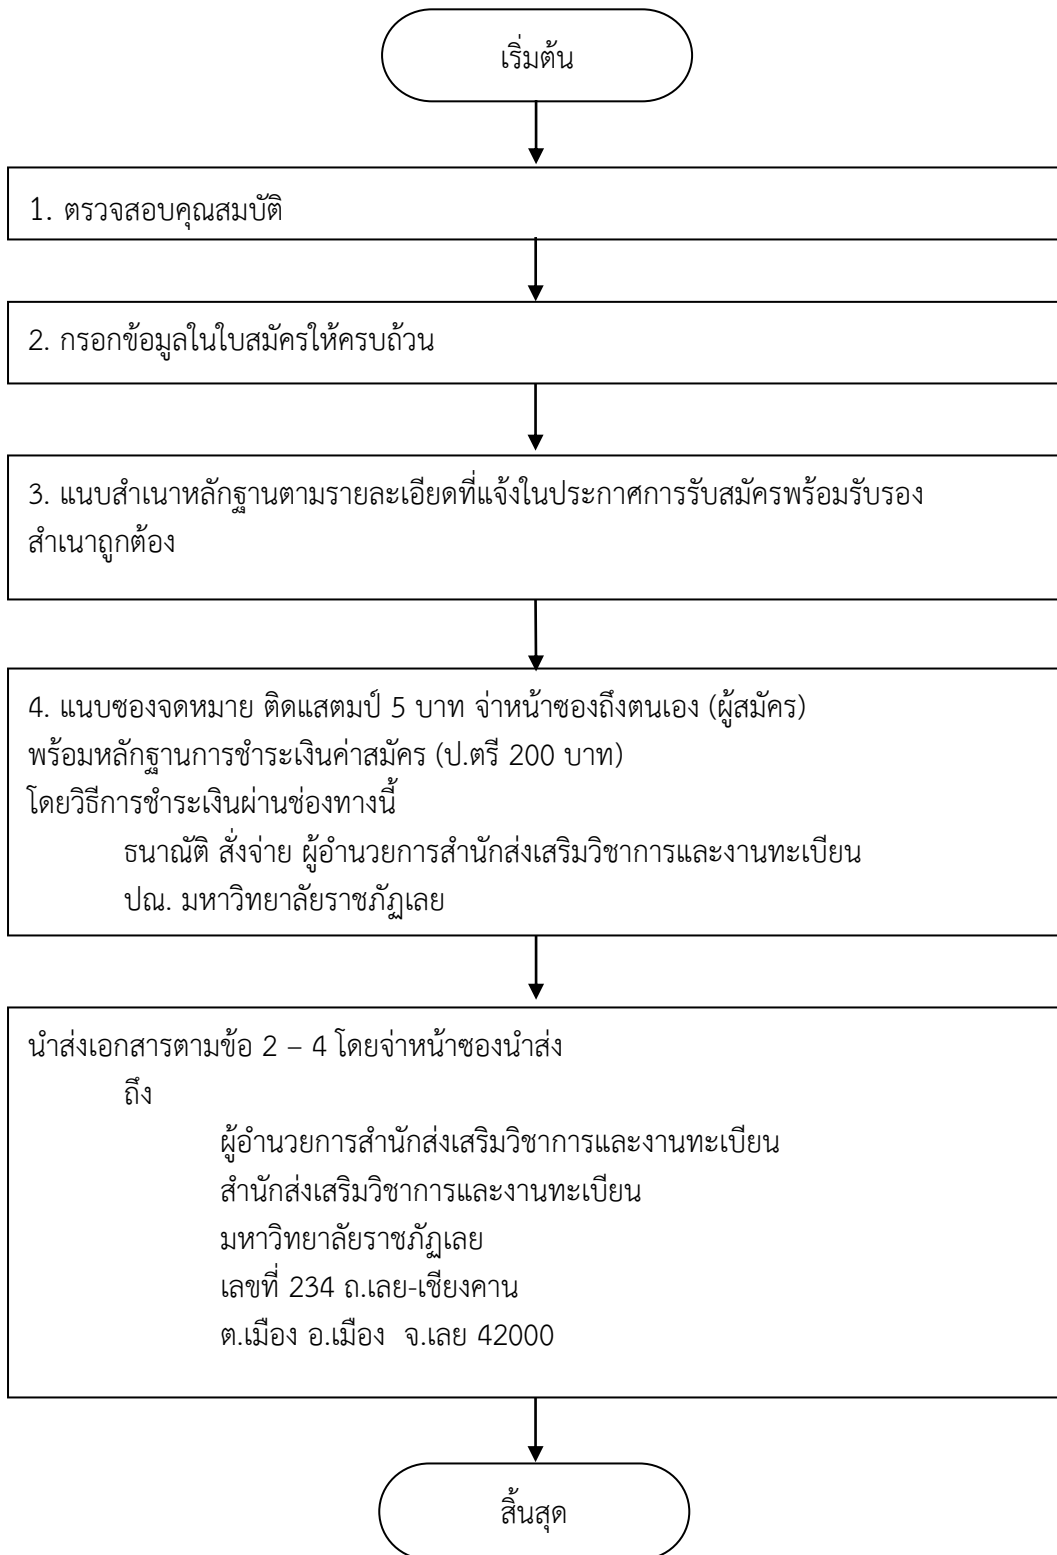 เริ่มต้น
1. ตรวจสอบคุณสมบัติ
2. กรอกข้อมูลในใบสมัครให้ครบถ้วน
3. แนบสำเนาหลักฐานตามรายละเอียดที่แจ้งในประกาศการรับสมัครพร้อมรับรอง
สำเนาถูกต้อง
4. แนบซองจดหมาย ติดแสตมป์ 5 บาท จ่าหน้าซองถึงตนเอง (ผู้สมัคร)
พร้อมหลักฐานการชำระเงินค่าสมัคร (ป.ตรี 200 บาท)
โดยวิธีการชำระเงินผ่านช่องทางนี้
ธนาณัติ สั่งจ่าย ผู้อำนวยการสำนักส่งเสริมวิชาการและงานทะเบียน
ปณ. มหาวิทยาลัยราชภัฏเลย
นำส่งเอกสารตามข้อ 2 – 4 โดยจ่าหน้าซองนำส่ง
ถึง
ผู้อำนวยการสำนักส่งเสริมวิชาการและงานทะเบียน
สำนักส่งเสริมวิชาการและงานทะเบียน
มหาวิทยาลัยราชภัฏเลย
เลขที่ 234 ถ.เลย-เชียงคาน
ต.เมือง อ.เมือง จ.เลย 42000
สิ้นสุด